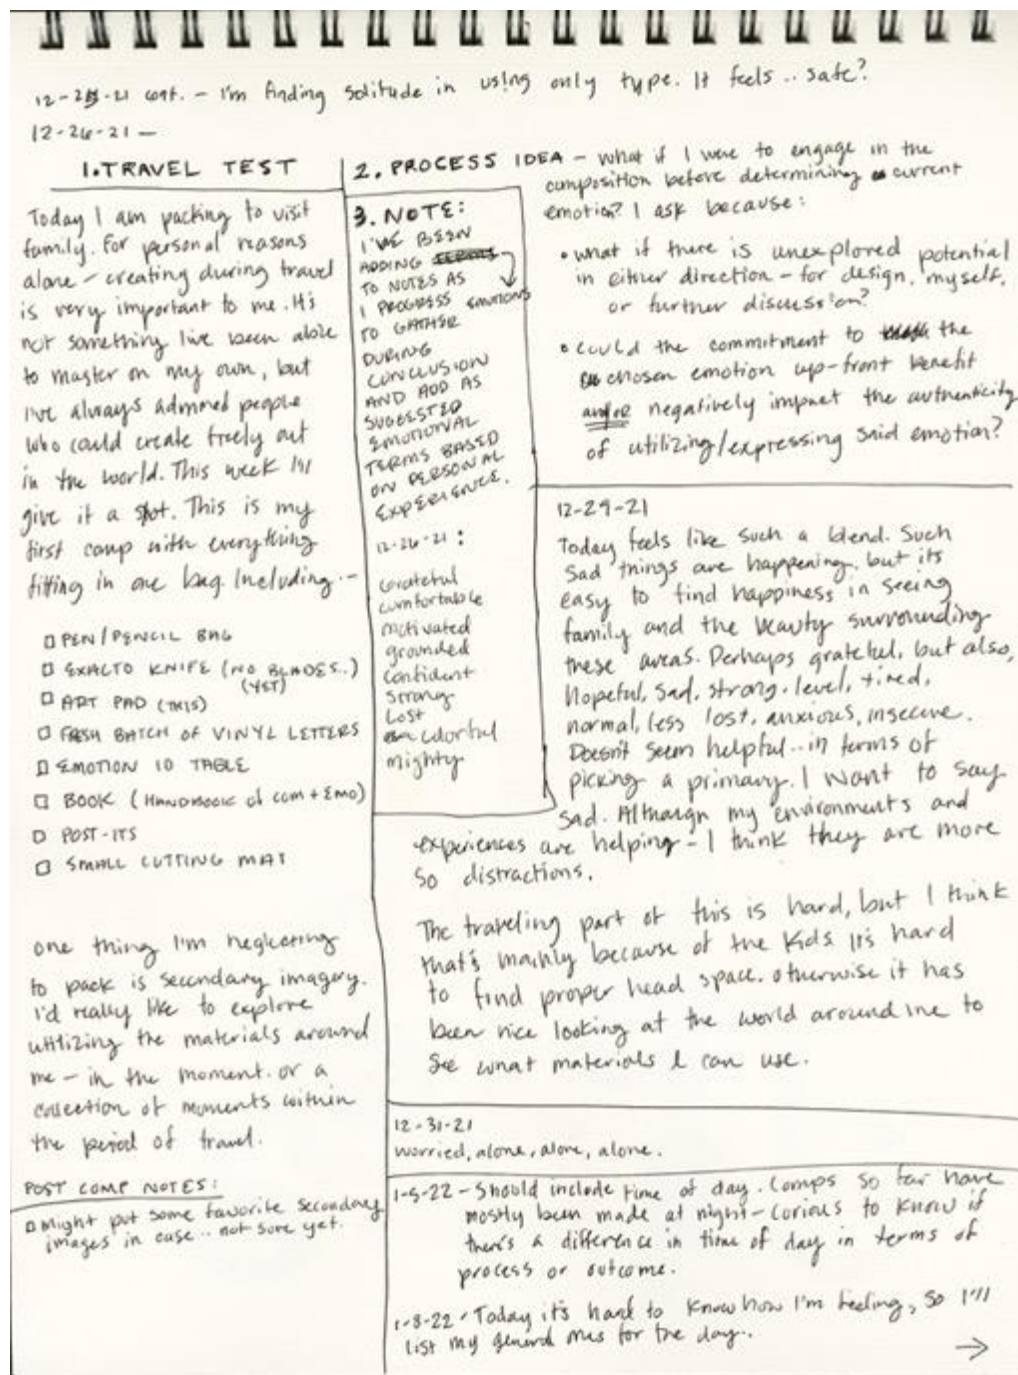 12-25-21 cont. - I'm finding solitude in using only type. It feels .. safe?
12-26-21 —
1. TRAVEL TEST
Today I am packing to visit
family. For personal reasons
alone - creating during travel
is very important to me. It's
not something I've been able
to master on my own, but
I've always admired people
who could create freely out
in the world. This week I'll
give it a shot. This is my
first comp with everything
fitting in one bag. Including -
PEN/PENCIL BAG
EXACTO KNIFE (NO BLADES..)
(YET)
ART PAD (THIS)
FRESH BATCH OF VINYL LETTERS
EMOTION 10 TABLE
BOOK (HANDBOOK of COM + EMO)
POST-ITS
SMALL CUTTING MAT
one thing I'm neglecting
to pack is secondary imagery.
I'd really like to explore
utilizing the materials around
me - in the moment. or a
collection of moments within
the period of travel.
POST COMP NOTES:
Might put some favorite secondary
images in case .. not sure yet.
2. PROCESS IDEA - what if I were to engage in the
composition before determining current
emotion? I ask because:
• what if there is unexplored potential
in either direction - for design, myself,
or further discussion?
• could the commitment to the
chosen emotion up-front benefit
and/or negatively impact the authenticity
of utilizing/expressing said emotion?
3. NOTE:
I'VE BEEN
ADDING TERMS
TO NOTES AS
I PROGRESS EMOTIONS
TO GATHER
DURING
CONCLUSION
AND ADD AS
SUGGESTED
EMOTIONAL
TERMS BASED
ON PERSONAL
EXPERIENCE.
12-26-21:
Grateful
comfortable
motivated
grounded
confident
Strong
Lost
colorful
mighty
12-29-21
Today feels like such a blend. Such
Sad things are happening, but its
easy to find happiness in seeing
family and the beauty surrounding
these areas. Perhaps grateful, but also,
Hopeful, Sad, strong, level, tired,
normal, less lost, anxious, insecure.
Doesn't seem helpful .. in terms of
picking a primary. I want to say
sad. Although my environments and
experiences are helping - I think they are more
so distractions.
The traveling part of this is hard, but I think
that's mainly because of the kids. It's hard
to find proper head space. otherwise it has
been nice looking at the world around me to
see what materials I can use.
12-31-21
worried, alone, alone, alone.
1-5-22 - Should include time of day. Comps so far have
mostly been made at night - curious to know if
there's a difference in time of day in terms of
process or outcome.
1-8-22 - Today it's hard to know how I'm feeling, so I'll
list my general ones for the day..
→